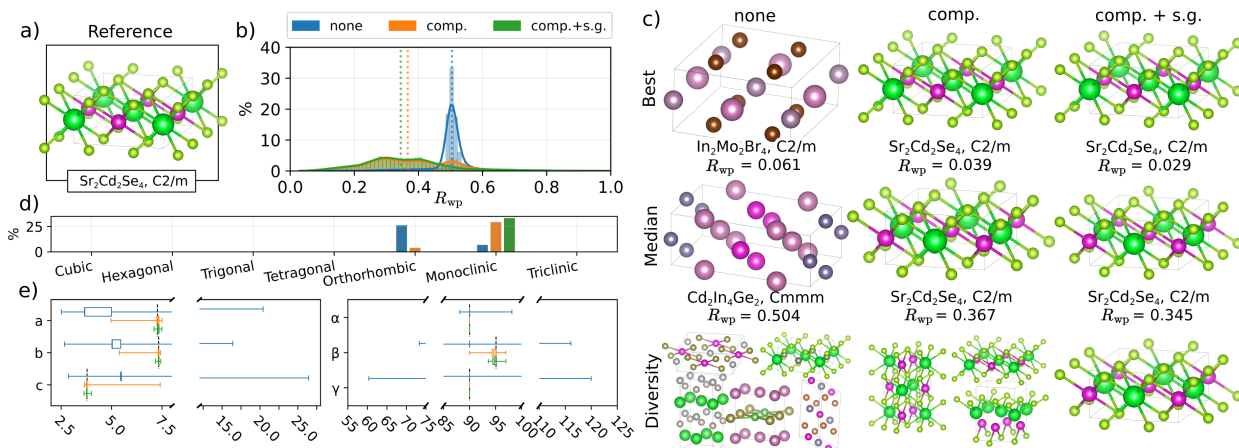 a)
Reference
Sr2Cd2Se4, C2/m
b)
none
comp.
comp.+s.g.
%
40
30
20
10
0
0.0
0.2
0.4
0.6
0.8
1.0
Rwp
c)
none
comp.
comp. + s.g.
Best
In2Mo2Br4, C2/m
Rwp = 0.061
Sr2Cd2Se4, C2/m
Rwp = 0.039
Sr2Cd2Se4, C2/m
Rwp = 0.029
Median
Cd2In4Ge2, Cmmm
Rwp = 0.504
Sr2Cd2Se4, C2/m
Rwp = 0.367
Sr2Cd2Se4, C2/m
Rwp = 0.345
Diversity
d)
%
25
0
Cubic
Hexagonal
Trigonal
Tetragonal
Orthorhombic
Monoclinic
Triclinic
e)
a
b
c
2.5
5.0
7.5
15.0
20.0
25.0
α
β
γ
55
60
65
70
75
85
90
95
100
110
115
120
125